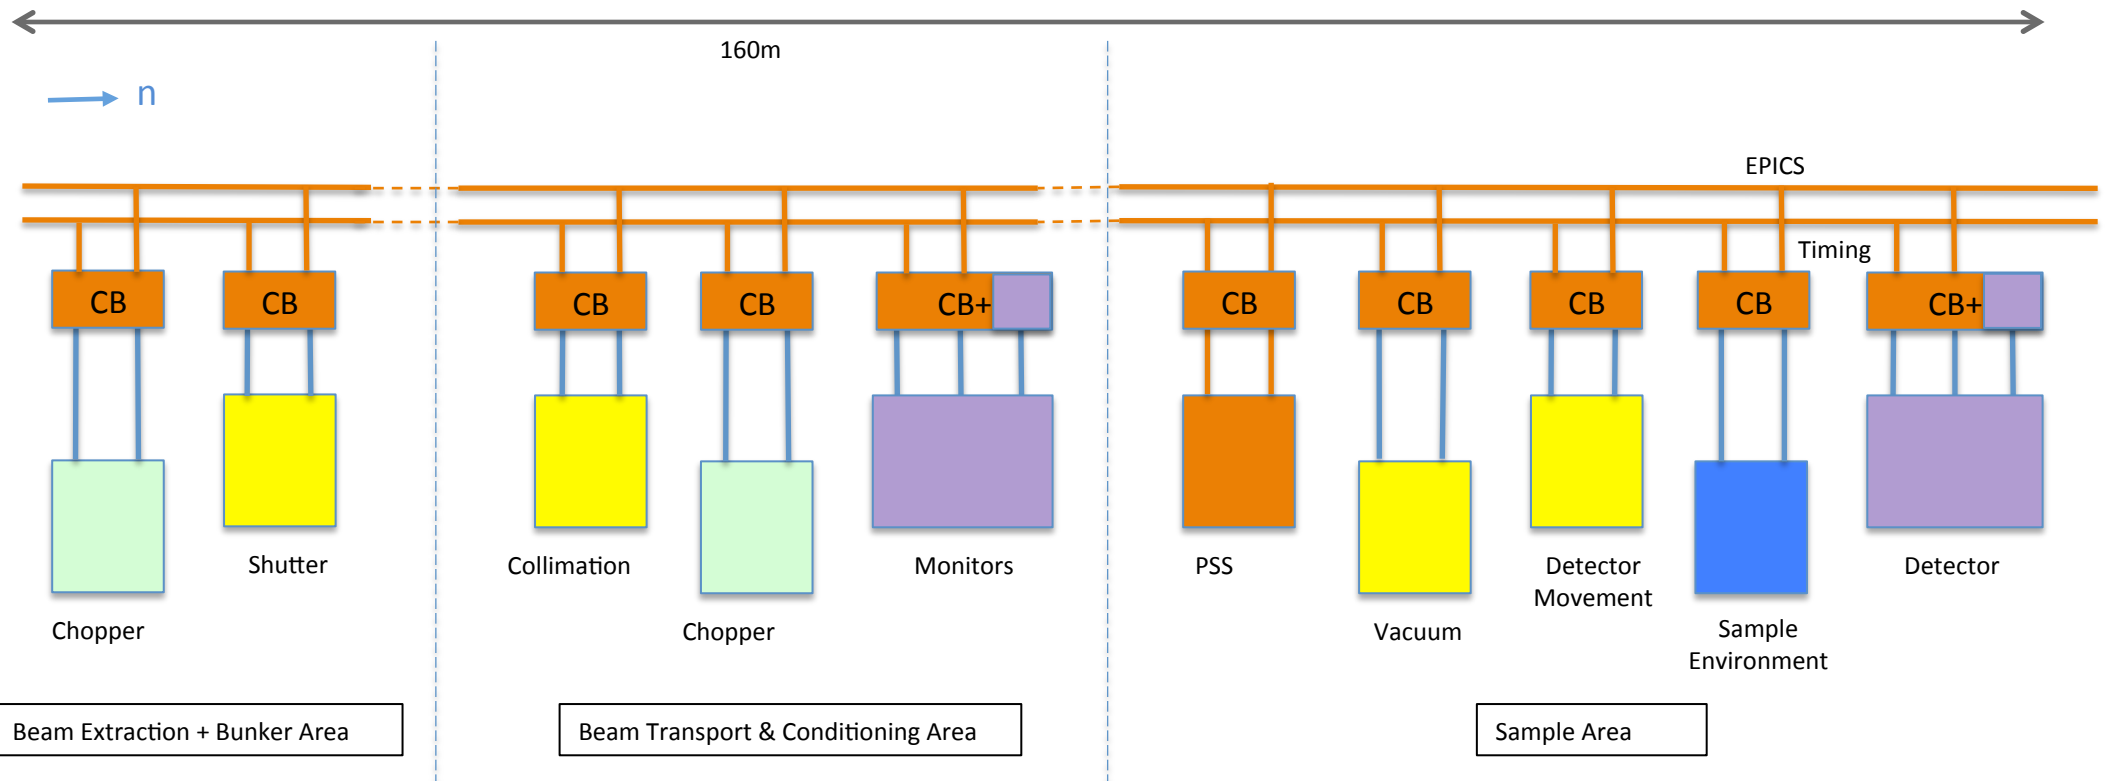 160m
n
EPICS
Timing
CB
CB
CB
CB
CB+
CB
CB
CB
CB
CB+
Shutter
Collimation
Monitors
PSS
Detector
Movement
Detector
Chopper
Chopper
Vacuum
Sample
Environment
Beam Extraction + Bunker Area
Beam Transport & Conditioning Area
Sample Area